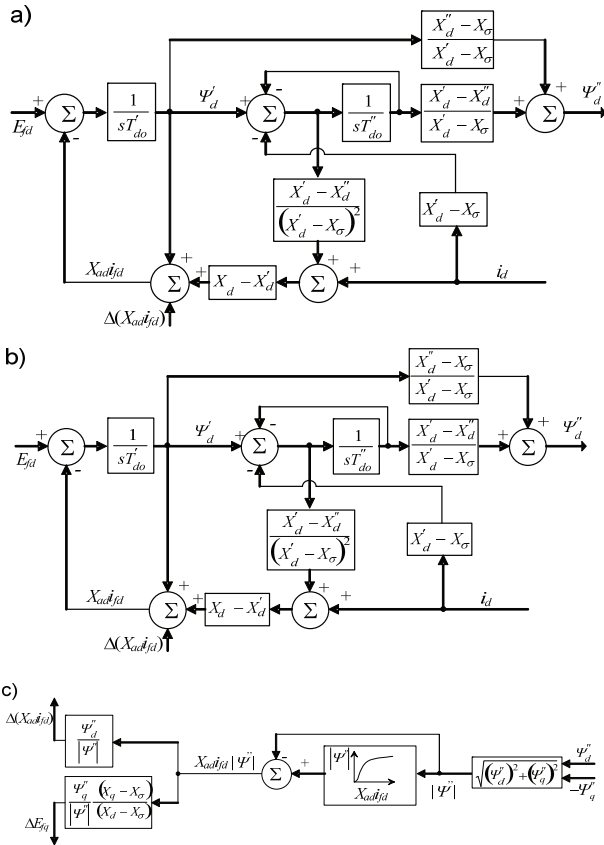 a)
X''_d − X_σ
X'_d − X_σ
+
Σ
1
sT'_do
Ψ'_d
+
-
Σ
1
sT''_do
X'_d − X''_d
X'_d − X_σ
+
+
Σ
Ψ''_d
E_fd
-
-
X'_d − X''_d
(X'_d − X_σ)²
X'_d − X_σ
X_ad i_fd
+
Σ
+
X_d − X'_d
+
Σ
+
i_d
Δ(X_ad i_fd)
b)
X''_d − X_σ
X'_d − X_σ
+
Σ
1
sT'_do
Ψ'_d
+
-
Σ
1
sT''_do
X'_d − X''_d
X'_d − X_σ
+
+
Σ
Ψ''_d
E_fd
-
-
X'_d − X''_d
(X'_d − X_σ)²
X'_d − X_σ
X_ad i_fd
+
Σ
+
X_d − X'_d
+
Σ
+
i_d
Δ(X_ad i_fd)
c)
Δ(X_ad i_fd)
Ψ''_d
|Ψ''|
X_ad i_fd |Ψ''|
-
Σ
+
|Ψ''|
X_ad i_fd
|Ψ''|
√(Ψ''_d)² + (Ψ''_q)²
Ψ''_d
−Ψ''_q
Ψ''_q (X_q − X_σ)
|Ψ''| (X_d − X_σ)
ΔE_fq